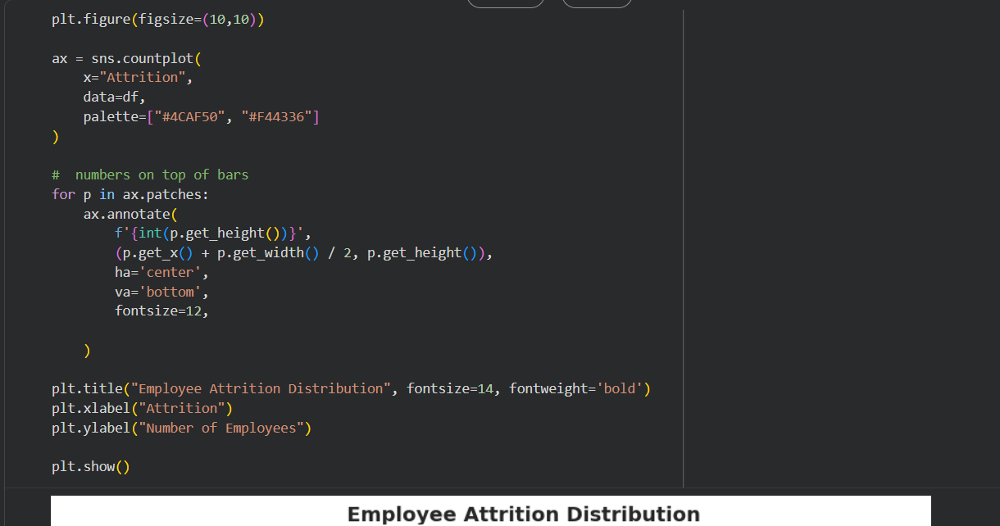 plt.figure(figsize=(10,10))
ax = sns.countplot(
    x="Attrition",
    data=df,
    palette=["#4CAF50", "#F44336"]
)
#  numbers on top of bars
for p in ax.patches:
    ax.annotate(
        f'{int(p.get_height())}',
        (p.get_x() + p.get_width() / 2, p.get_height()),
        ha='center',
        va='bottom',
        fontsize=12,
    )
plt.title("Employee Attrition Distribution", fontsize=14, fontweight='bold')
plt.xlabel("Attrition")
plt.ylabel("Number of Employees")
plt.show()
Employee Attrition Distribution